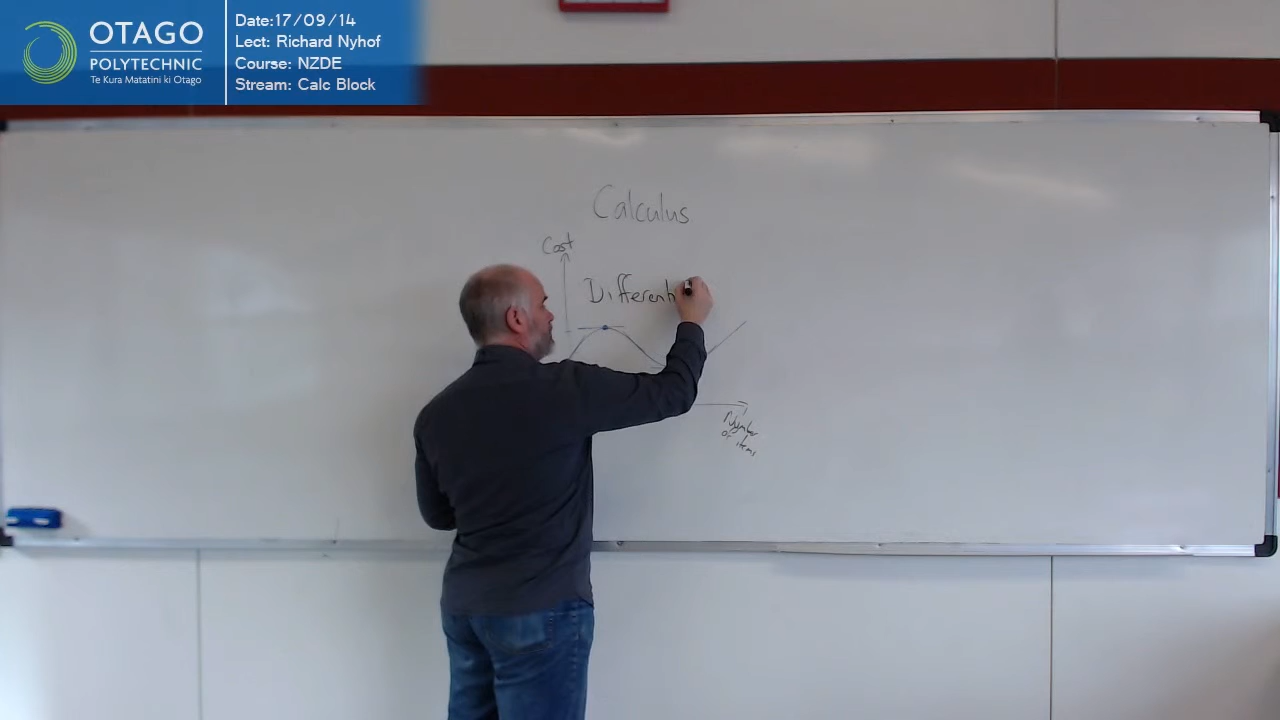 OTAGO
POLYTECHNIC
Te Kura Matatini ki Otago
Date:17/09/14
Lect: Richard Nyhof
Course: NZDE
Stream: Calc Block
Calculus
Cost
Differenti
Number
of items